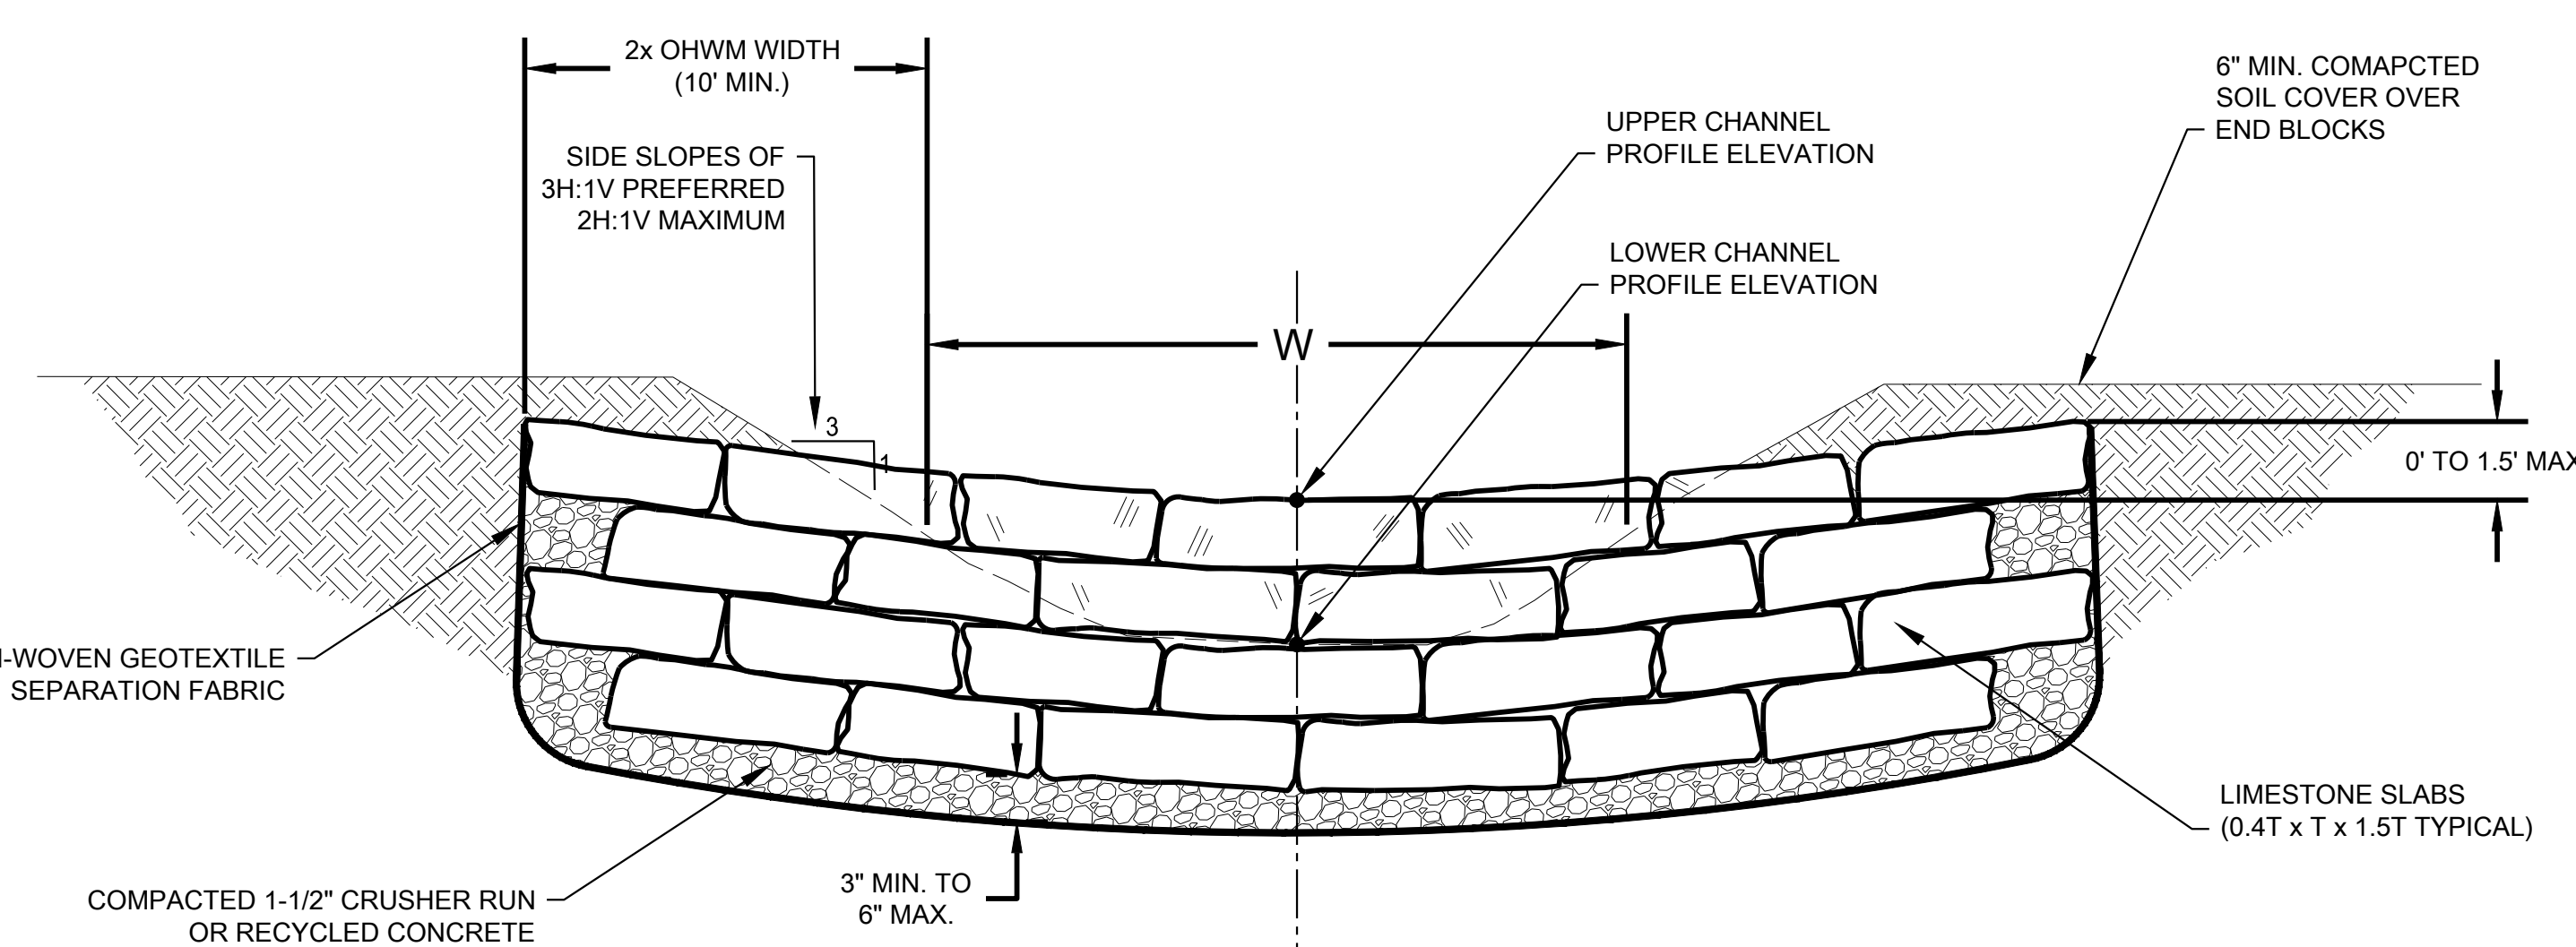 2x OHWM WIDTH
(10' MIN.)
SIDE SLOPES OF
3H:1V PREFERRED
2H:1V MAXIMUM
3
1
UPPER CHANNEL
PROFILE ELEVATION
LOWER CHANNEL
PROFILE ELEVATION
W
6" MIN. COMAPCTED
SOIL COVER OVER
END BLOCKS
0' TO 1.5' MAX
-WOVEN GEOTEXTILE
SEPARATION FABRIC
COMPACTED 1-1/2" CRUSHER RUN
OR RECYCLED CONCRETE
3" MIN. TO
6" MAX.
LIMESTONE SLABS
(0.4T x T x 1.5T TYPICAL)